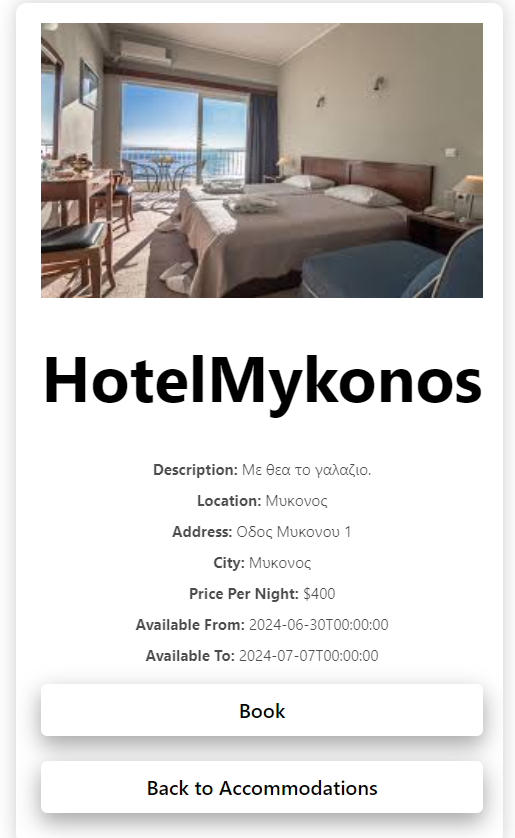 HotelMykonos
Description: Με θεα το γαλαζιο.
Location: Μυκονος
Address: Οδος Μυκονου 1
City: Μυκονος
Price Per Night: $400
Available From: 2024-06-30T00:00:00
Available To: 2024-07-07T00:00:00
Book
Back to Accommodations